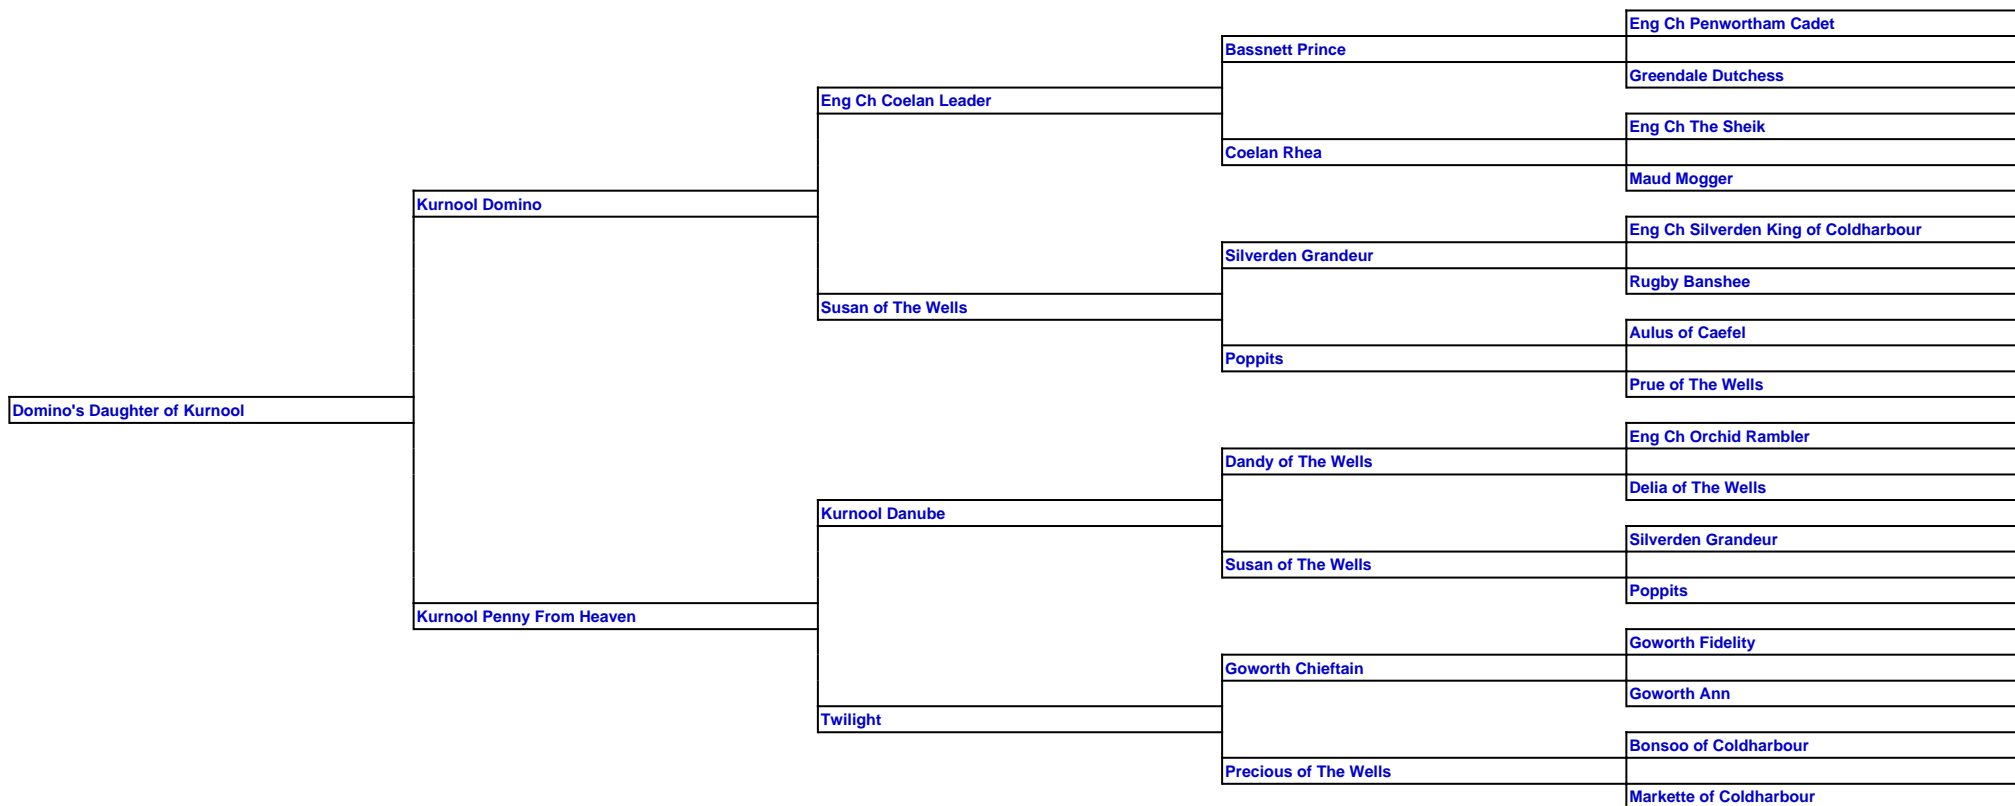 Eng Ch Penwortham Cadet
Bassnett Prince
Greendale Dutchess
Eng Ch Coelan Leader
Eng Ch The Sheik
Coelan Rhea
Maud Mogger
Kurnool Domino
Eng Ch Silverden King of Coldharbour
Silverden Grandeur
Rugby Banshee
Susan of The Wells
Aulus of Caefel
Poppits
Prue of The Wells
Domino's Daughter of Kurnool
Eng Ch Orchid Rambler
Dandy of The Wells
Delia of The Wells
Kurnool Danube
Silverden Grandeur
Susan of The Wells
Poppits
Kurnool Penny From Heaven
Goworth Fidelity
Goworth Chieftain
Goworth Ann
Twilight
Bonsoo of Coldharbour
Precious of The Wells
Markette of Coldharbour